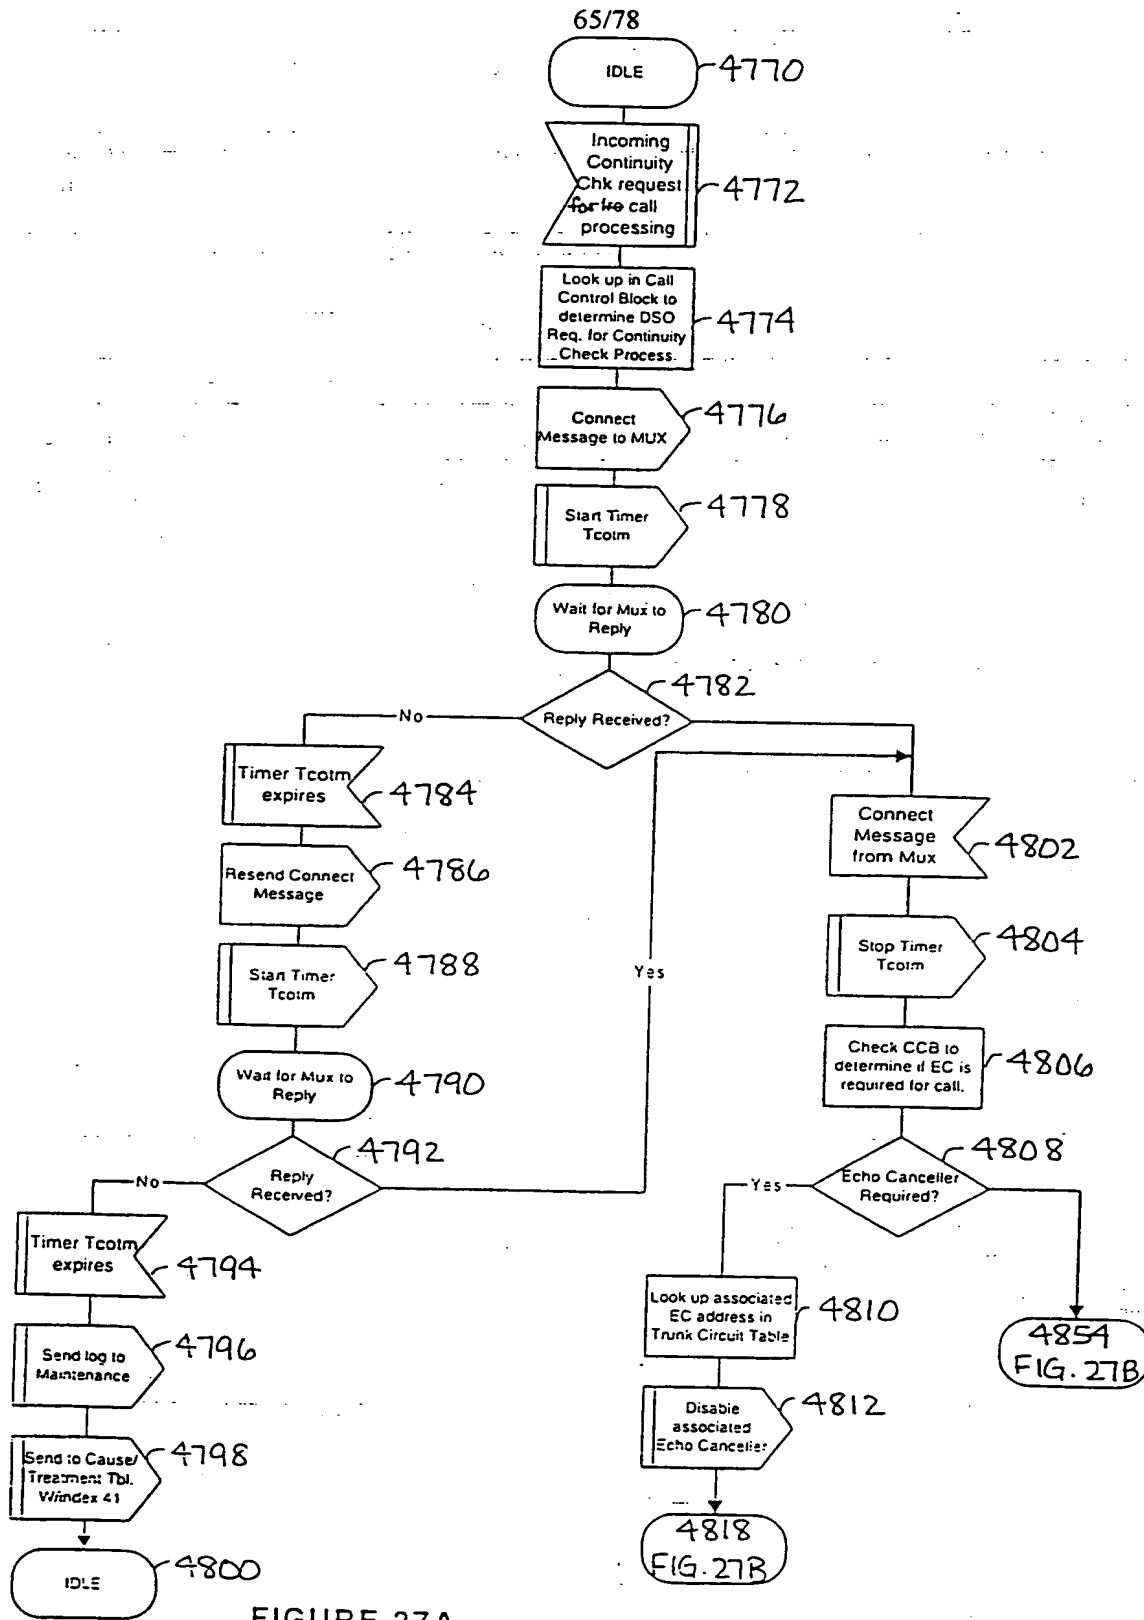 65/78
IDLE
4770
Incoming
Continuity
Chk request
call
processing
4772
Look up in Call
Control Block to
determine DSO
Req. for Continuity
Check Process.
4774
Connect
Message to MUX
4776
Start Timer
Tcotm
4778
Wait for Mux to
Reply
4780
Reply Received?
4782
No
Timer Tcotm
expires
4784
Resend Connect
Message
4786
Start Timer
Tcotm
4788
Wait for Mux to
Reply
4790
Reply
Received?
4792
Yes
No
Timer Tcotm
expires
4794
Send log to
Maintenance
4796
Send to Cause/
Treatment Tbl.
W/index 41
4798
IDLE
4800
Connect
Message
from Mux
4802
Stop Timer
Tcotm
4804
Check CCB to
determine if EC is
required for call.
4806
Echo Canceller
Required?
4808
Yes
Look up associated
EC address in
Trunk Circuit Table
4810
Disable
associated
Echo Canceller
4812
4818
FIG. 27B
4854
FIG. 27B
FIGURE 27A